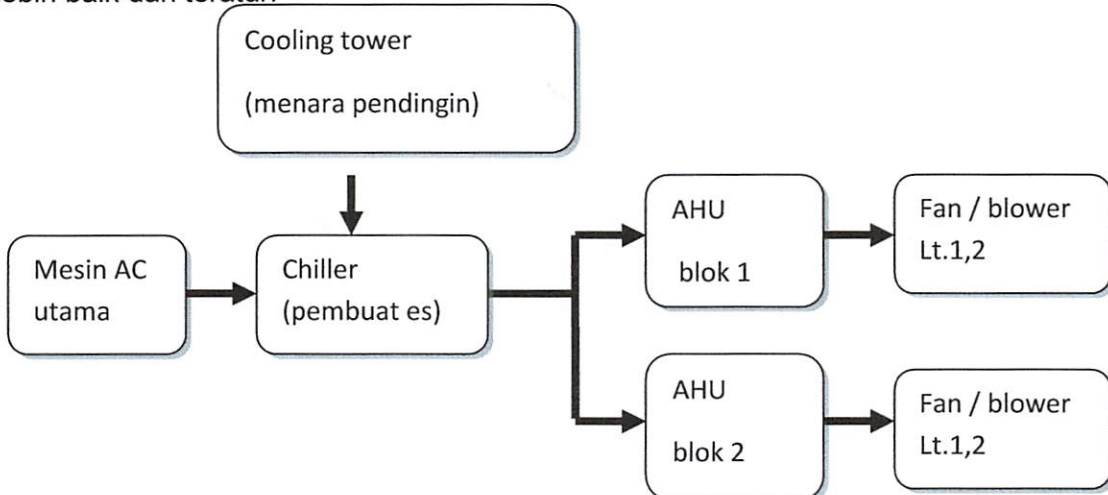 Cooling tower
(menara pendingin)
Mesin AC
utama
Chiller
(pembuat es)
AHU
blok 1
Fan / blower
Lt.1,2
AHU
blok 2
Fan / blower
Lt.1,2